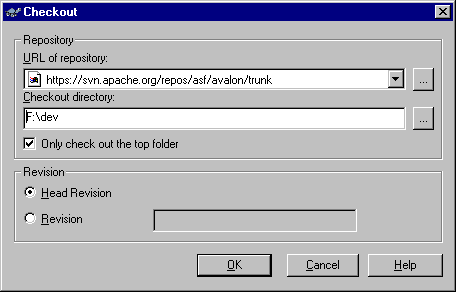 Checkout
Repository
URL of repository:
https://svn.apache.org/repos/asf/avalon/trunk
...
Checkout directory:
F:\dev
...
Only check out the top folder
Revision
Head Revision
Revision
OK Cancel Help